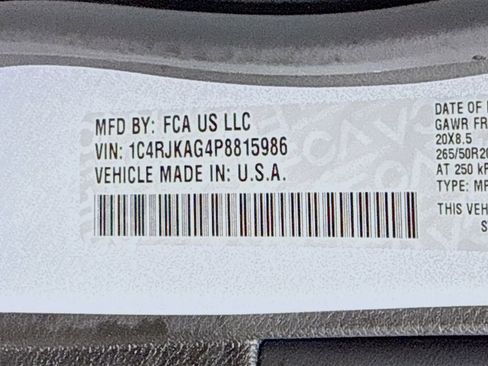 MFD BY: FCA US LLC
VIN: 1C4RJKAG4P8815986
VEHICLE MADE IN: U.S.A.
DATE OF
GAWR FR
20X8.5
265/50R20
AT 250 kP
TYPE: MP
THIS VEH
S